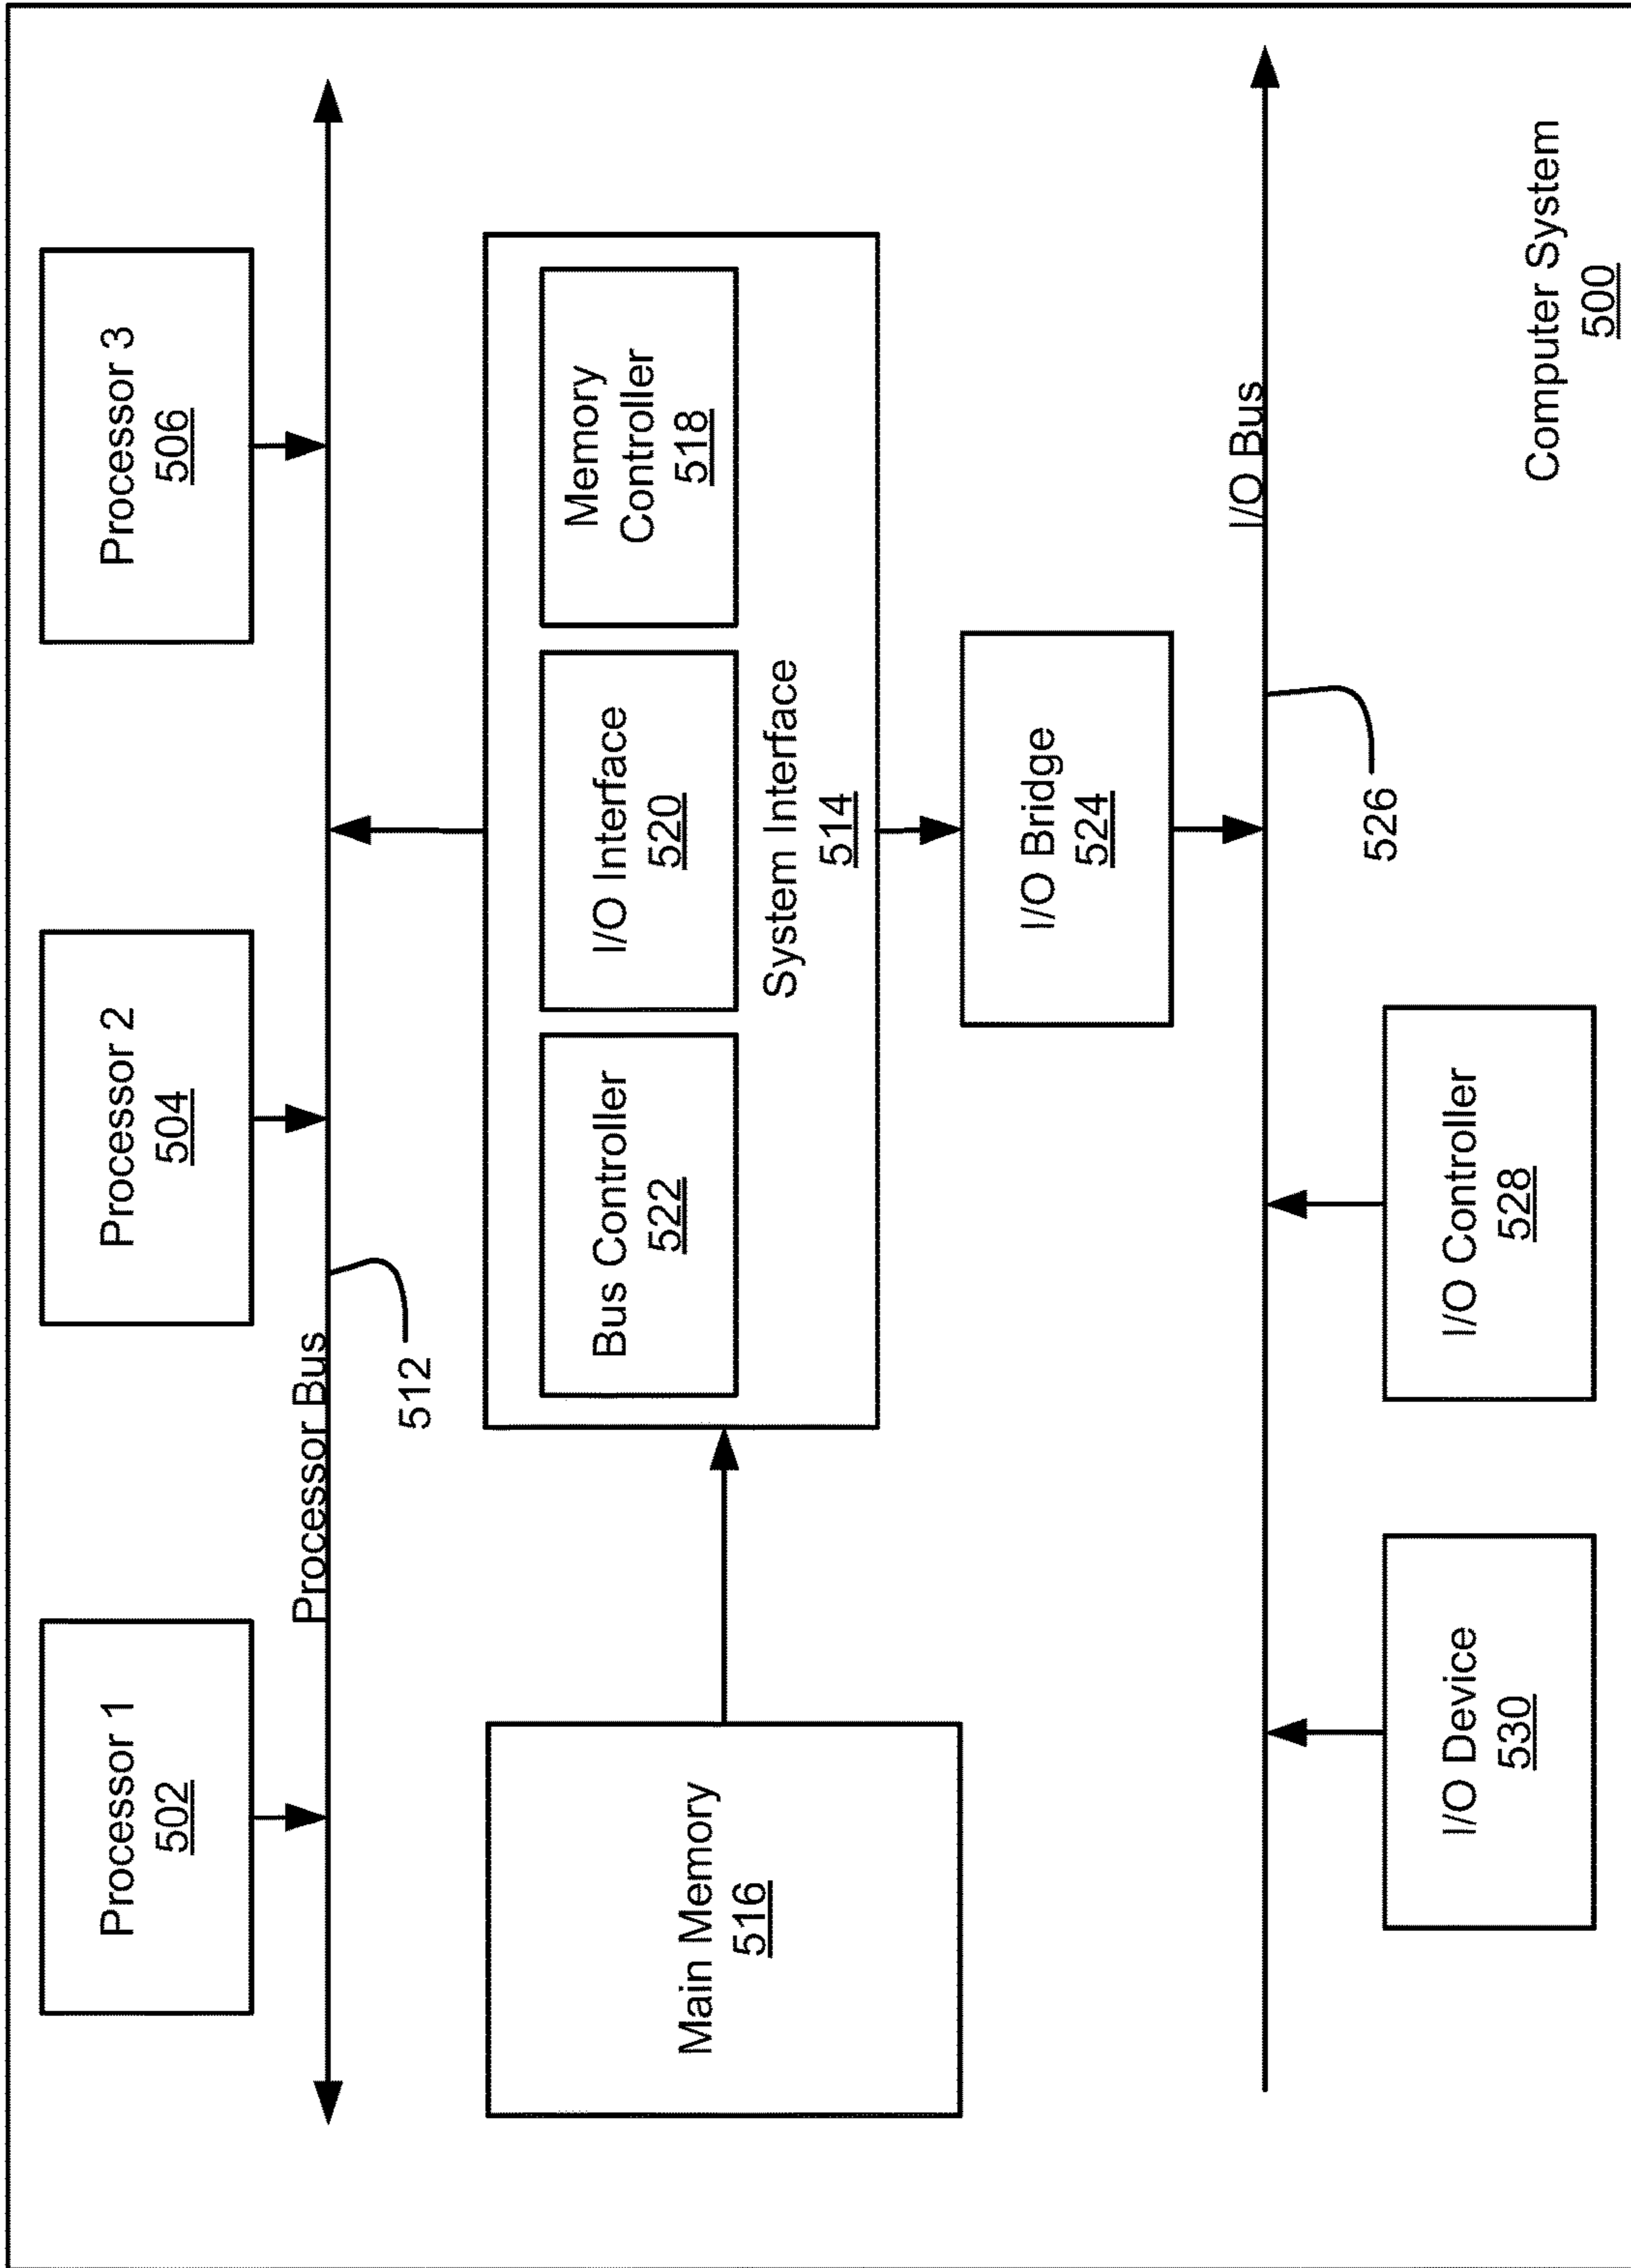 Processor 1
502
Processor 2
504
Processor 3
506
Processor Bus
512
Main Memory
516
Bus Controller
522
I/O Interface
520
Memory
Controller
518
System Interface
514
I/O Bridge
524
I/O Bus
526
I/O Device
530
I/O Controller
528
Computer System
500